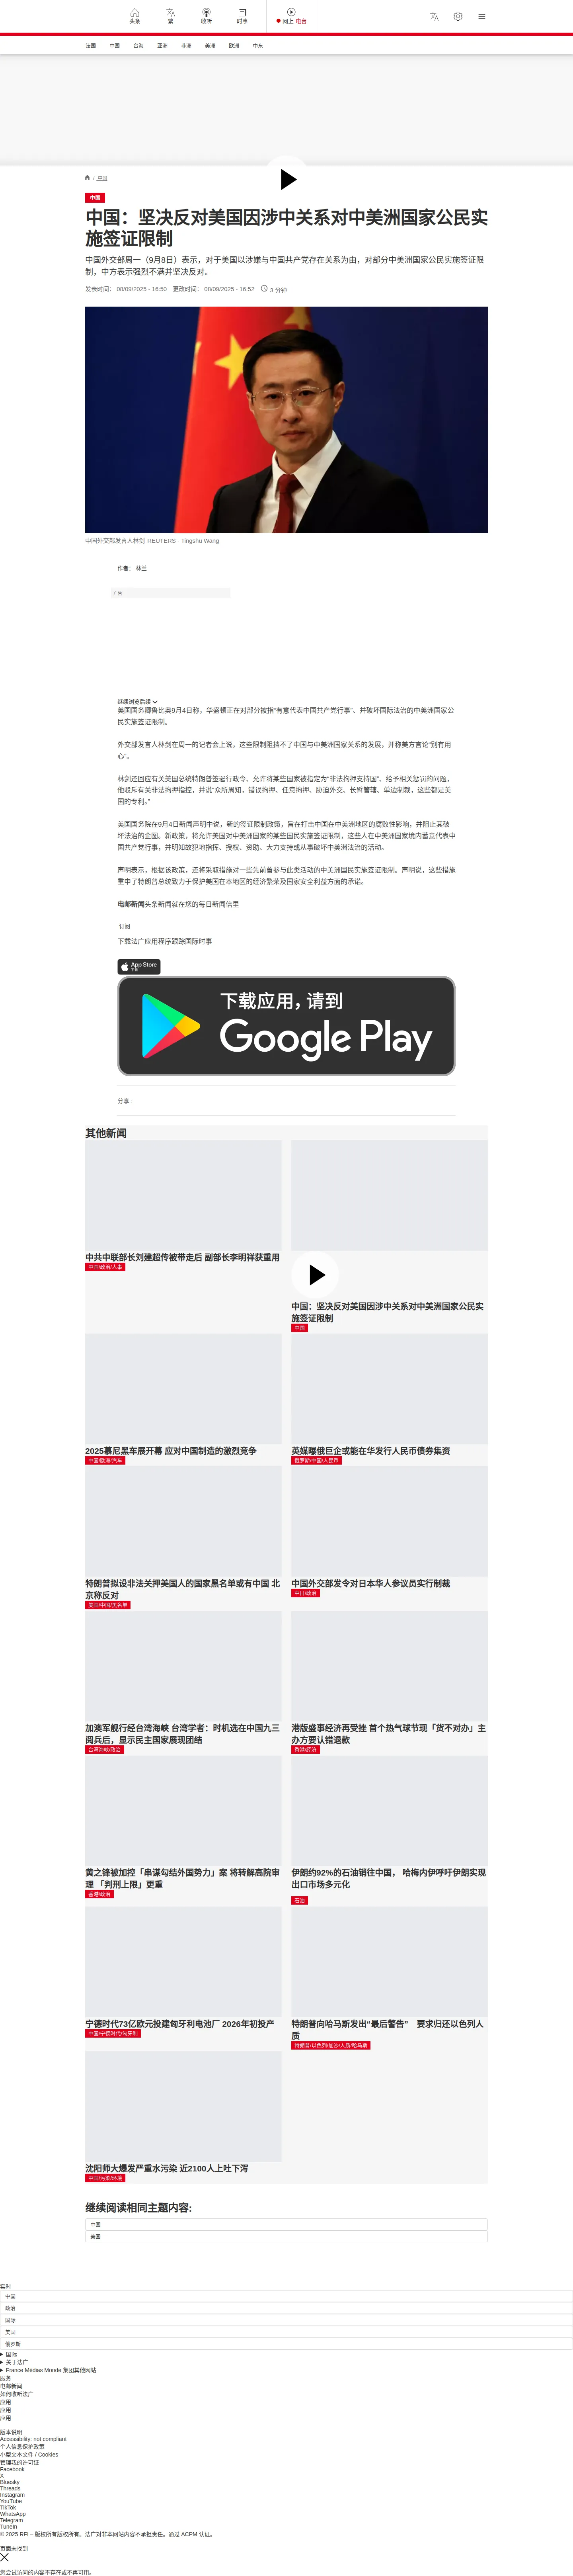 头条
繁
收听
时事
网上 电台
法国
中国
台海
亚洲
非洲
美洲
欧洲
中东
/ 中国
中国
中国：坚决反对美国因涉中关系对中美洲国家公民实
施签证限制
中国外交部周一（9月8日）表示，对于美国以涉嫌与中国共产党存在关系为由，对部分中美洲国家公民实施签证限
制，中方表示强烈不满并坚决反对。
发表时间： 08/09/2025 - 16:50 更改时间： 08/09/2025 - 16:52 3 分钟
中国外交部发言人林剑 REUTERS - Tingshu Wang
作者： 林兰
广告
继续浏览后续
美国国务卿鲁比奥9月4日称，华盛顿正在对部分被指“有意代表中国共产党行事”、并破坏国际法治的中美洲国家公
民实施签证限制。
外交部发言人林剑在周一的记者会上说，这些限制阻挡不了中国与中美洲国家关系的发展，并称美方言论“别有用
心”。
林剑还回应有关美国总统特朗普签署行政令、允许将某些国家被指定为“非法拘押支持国”、给予相关惩罚的问题，
他驳斥有关非法拘押指控，并说“众所周知，错误拘押、任意拘押、胁迫外交、长臂管辖、单边制裁，这些都是美
国的专利。”
美国国务院在9月4日新闻声明中说，新的签证限制政策，旨在打击中国在中美洲地区的腐败性影响，并阻止其破
坏法治的企图。新政策，将允许美国对中美洲国家的某些国民实施签证限制，这些人在中美洲国家境内蓄意代表中
国共产党行事，并明知故犯地指挥、授权、资助、大力支持或从事破坏中美洲法治的活动。
声明表示，根据该政策，还将采取措施对一些先前曾参与此类活动的中美洲国民实施签证限制。声明说，这些措施
重申了特朗普总统致力于保护美国在本地区的经济繁荣及国家安全利益方面的承诺。
电邮新闻头条新闻就在您的每日新闻信里
订阅
下载法广应用程序跟踪国际时事
App Store
下载
下载应用，请到
Google Play
分享 :
其他新闻
中共中联部长刘建超传被带走后 副部长李明祥获重用
中国/政治/人事
中国：坚决反对美国因涉中关系对中美洲国家公民实
施签证限制
中国
2025慕尼黑车展开幕 应对中国制造的激烈竞争
中国/欧洲/汽车
英媒曝俄巨企或能在华发行人民币债券集资
俄罗斯/中国/人民币
特朗普拟设非法关押美国人的国家黑名单或有中国 北
京称反对
美国/中国/黑名单
中国外交部发令对日本华人参议员实行制裁
中日/政治
加澳军舰行经台湾海峡 台湾学者：时机选在中国九三
阅兵后，显示民主国家展现团结
台湾海峡/政治
港版盛事经济再受挫 首个热气球节现「货不对办」主
办方要认错退款
香港/经济
黄之锋被加控「串谋勾结外国势力」案 将转解高院审
理 「判刑上限」更重
香港/政治
伊朗约92%的石油销往中国， 哈梅内伊呼吁伊朗实现
出口市场多元化
石油
宁德时代73亿欧元投建匈牙利电池厂 2026年初投产
中国/宁德时代/匈牙利
特朗普向哈马斯发出“最后警告” 要求归还以色列人
质
特朗普/以色列/加沙/人质/哈马斯
沈阳师大爆发严重水污染 近2100人上吐下泻
中国/污染/环境
继续阅读相同主题内容:
中国
美国
实时
中国
政治
国际
美国
俄罗斯
国际
关于法广
France Médias Monde 集团其他网站
服务
电邮新闻
如何收听法广
应用
应用
应用
版本说明
Accessibility: not compliant
个人信息保护政策
小型文本文件 / Cookies
管理我的许可证
Facebook
X
Bluesky
Threads
Instagram
YouTube
TikTok
WhatsApp
Telegram
TuneIn
© 2025 RFI – 版权所有版权所有。法广对非本网站内容不承担责任。通过 ACPM 认证。
页面未找到
您尝试访问的内容不存在或不再可用。